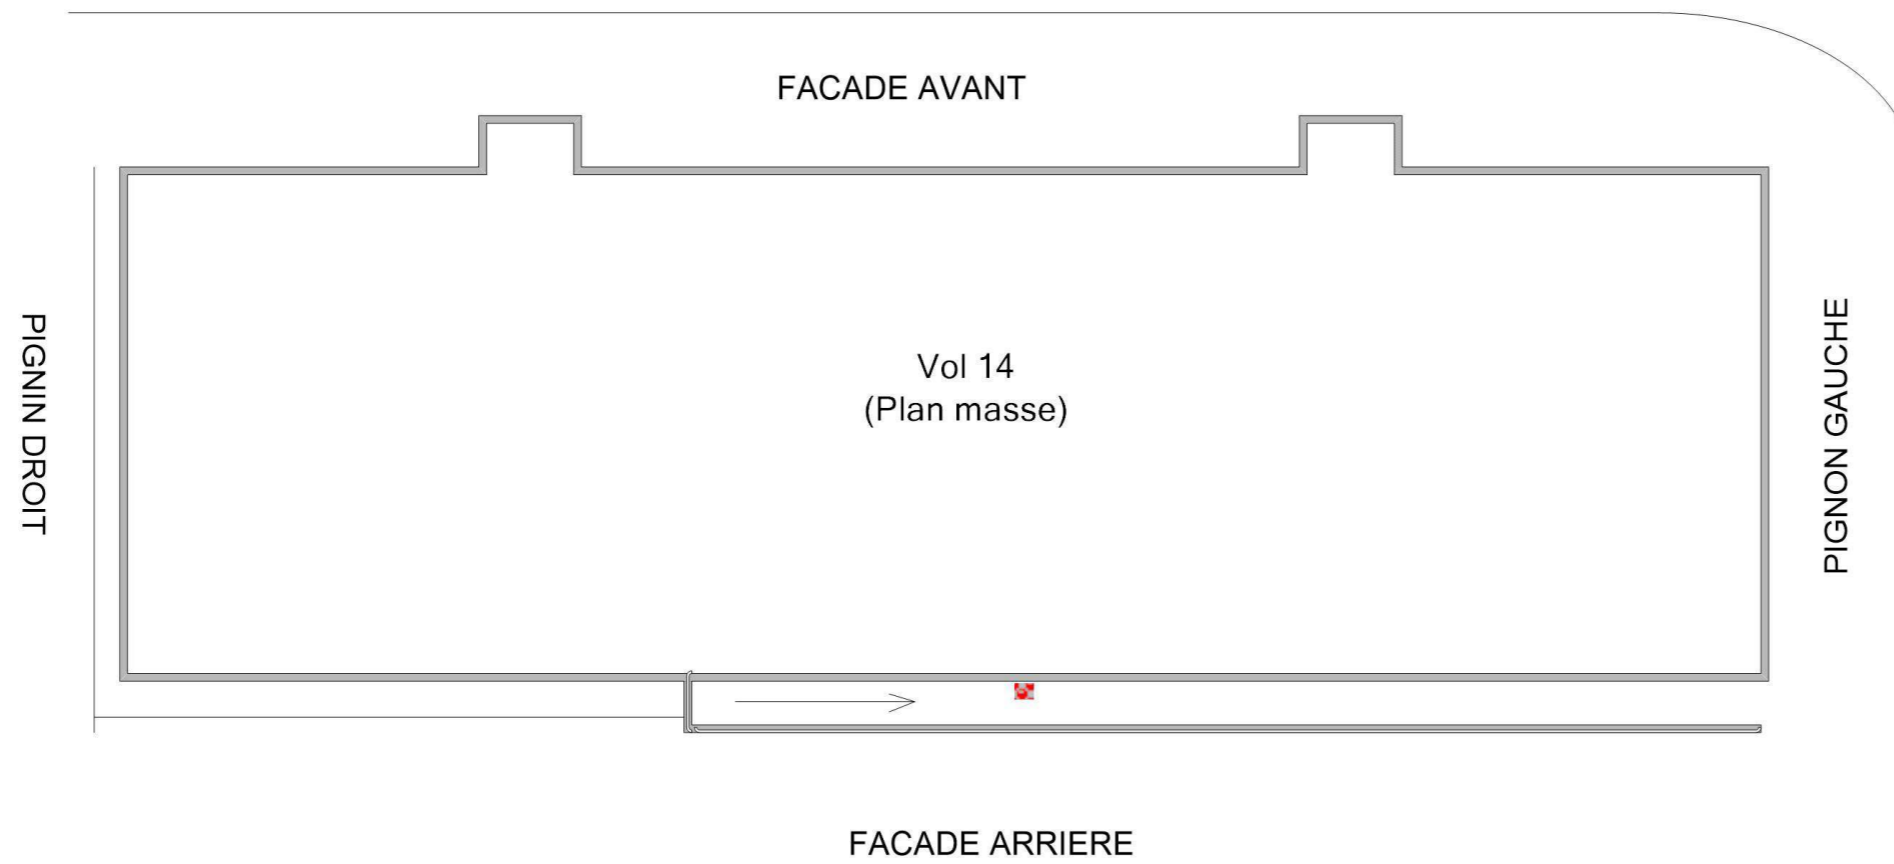 FACADE AVANT
PIGNIN DROIT
Vol 14
(Plan masse)
PIGNON GAUCHE
FACADE ARRIERE